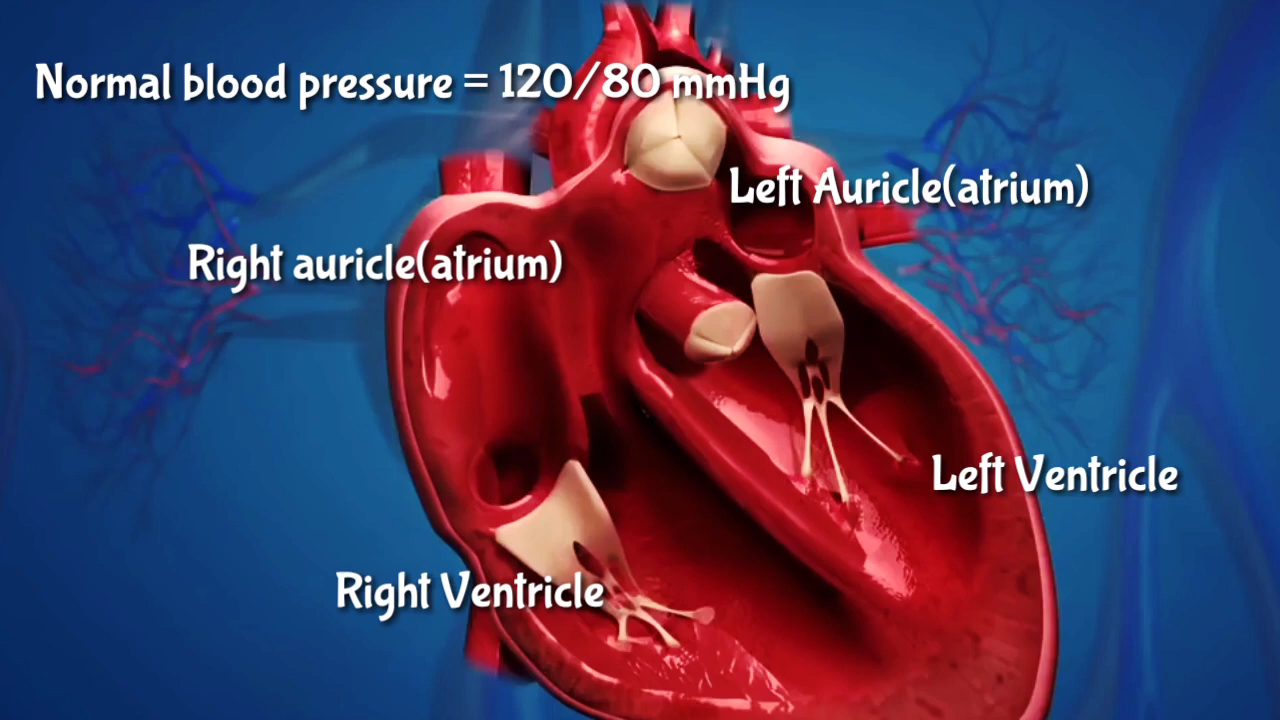 Normal blood pressure = 120/80 mmHg
Left Auricle(atrium)
Right auricle(atrium)
Left Ventricle
Right Ventricle